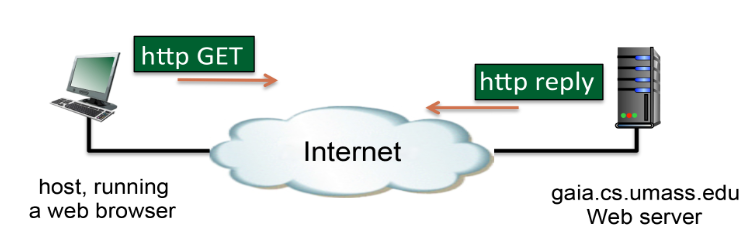 http GET
http reply
Internet
host, running
a web browser
gaia.cs.umass.edu
Web server